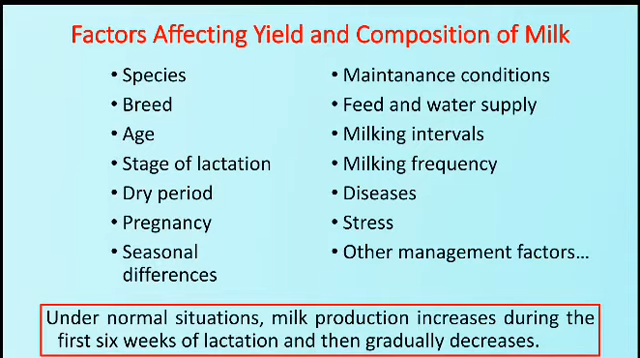 Factors Affecting Yield and Composition of Milk
• Species
• Breed
• Age
• Stage of lactation
• Dry period
• Pregnancy
• Seasonal
differences
• Maintanance conditions
• Feed and water supply
• Milking intervals
• Milking frequency
• Diseases
• Stress
• Other management factors...
Under normal situations, milk production increases during the
first six weeks of lactation and then gradually decreases.